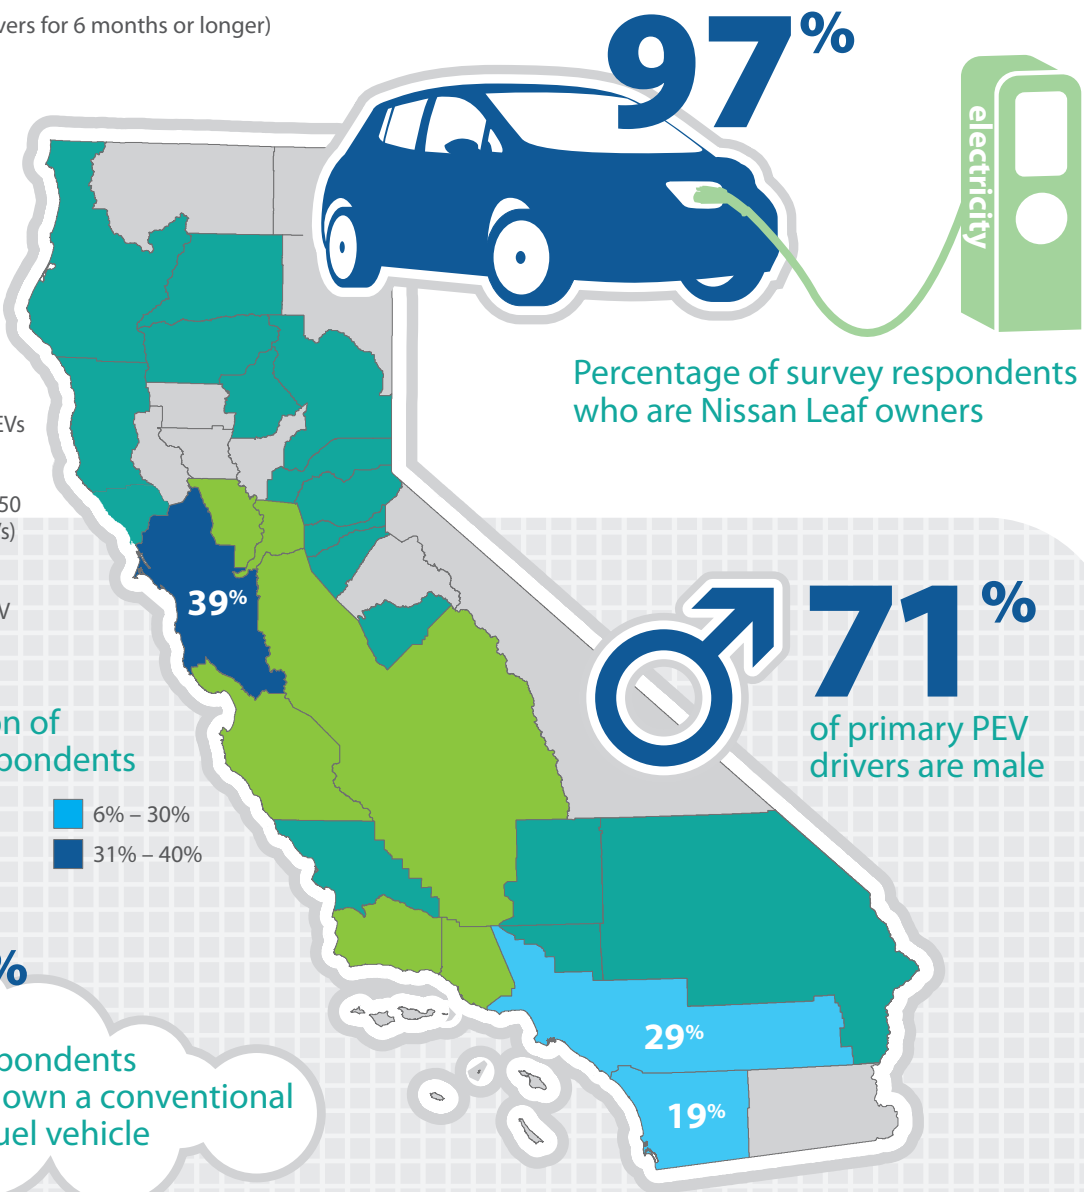 vers for 6 months or longer)
97%
electricity
Percentage of survey respondents
who are Nissan Leaf owners
EVs
50
s)
V
39%
71%
of primary PEV
drivers are male
on of
pondents
6% – 30%
31% – 40%
%
29%
19%
pondents
own a conventional
uel vehicle